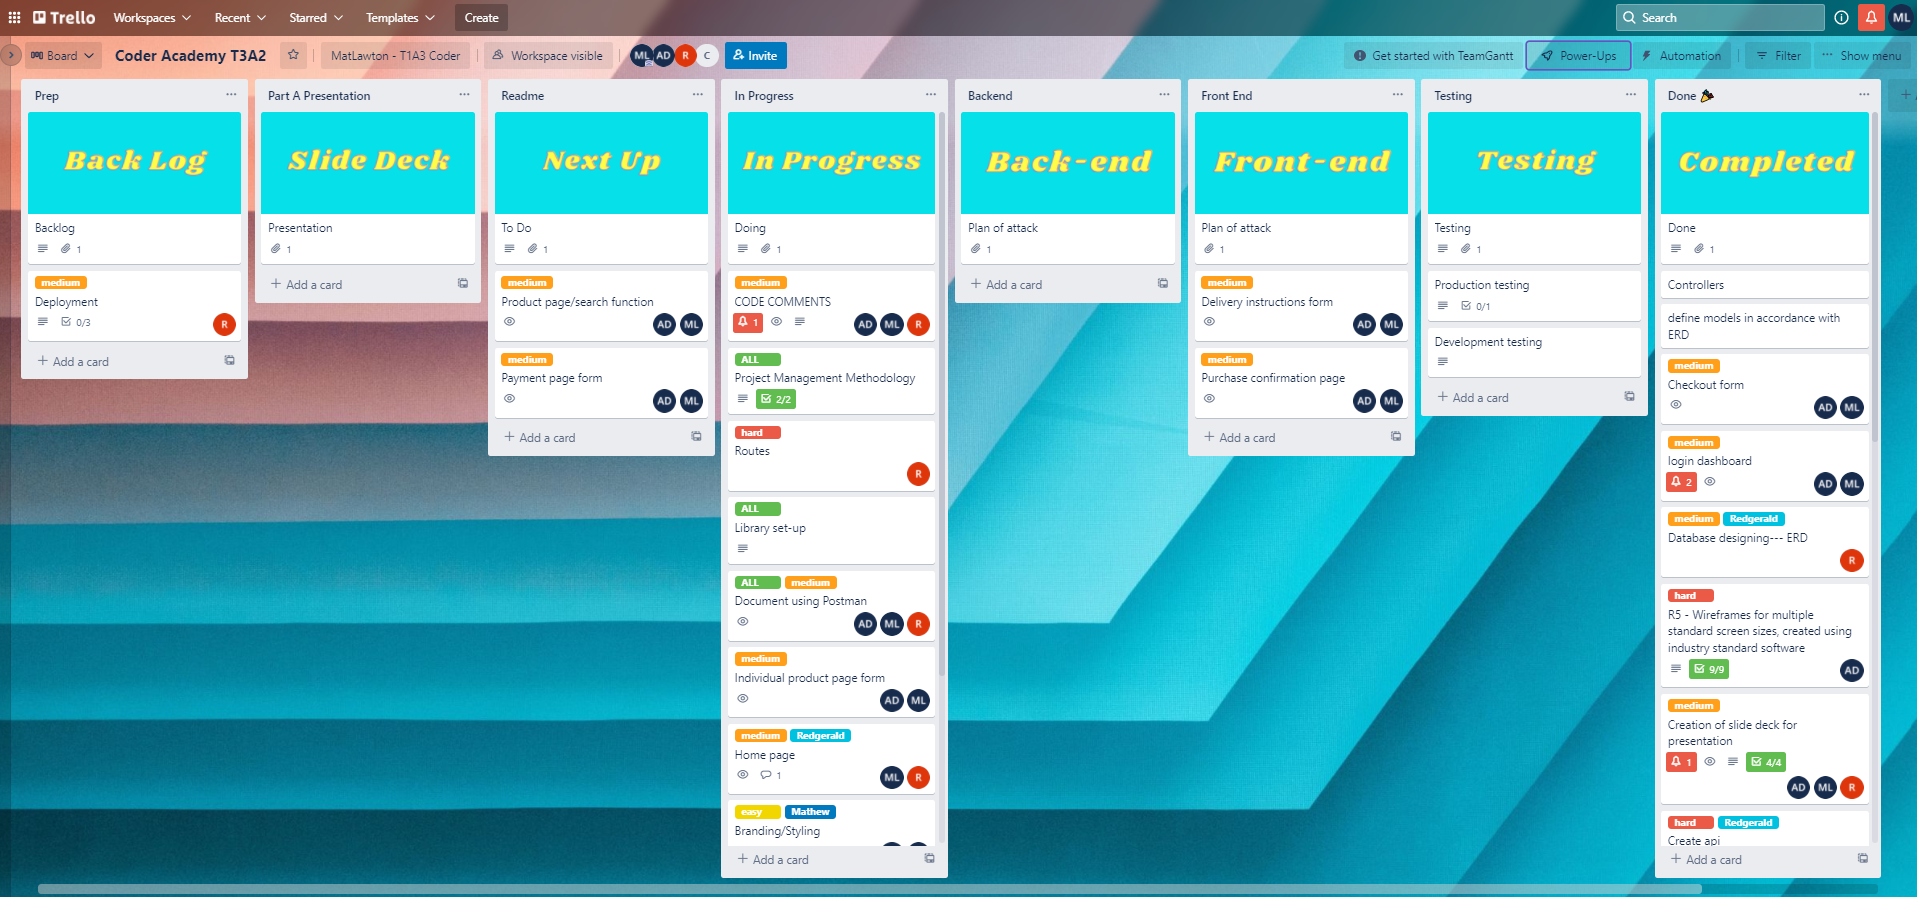 Trello
Workspaces
Recent
Starred
Templates
Create
Search
ML
Board
Coder Academy T3A2
MatLawton - T1A3 Coder
Workspace visible
ML
AD
R
C
Invite
Get started with TeamGantt
Power-Ups
Automation
Filter
Show menu
Prep
Back Log
Backlog
1
medium
Deployment
0/3
R
Add a card
Part A Presentation
Slide Deck
Presentation
1
Add a card
Readme
Next Up
To Do
1
medium
Product page/search function
AD ML
medium
Payment page form
AD ML
Add a card
In Progress
In Progress
Doing
1
medium
CODE COMMENTS
1
AD ML R
ALL
Project Management Methodology
2/2
hard
Routes
R
ALL
Library set-up
ALL medium
Document using Postman
AD ML R
medium
Individual product page form
AD ML
medium Redgerald
Home page
1
ML R
easy Mathew
Branding/Styling
Add a card
Backend
Back-end
Plan of attack
1
Add a card
Front End
Front-end
Plan of attack
1
medium
Delivery instructions form
AD ML
medium
Purchase confirmation page
AD ML
Add a card
Testing
Testing
Testing
1
Production testing
0/1
Development testing
Add a card
Done
Completed
Done
1
Controllers
define models in accordance with
ERD
medium
Checkout form
AD ML
medium
login dashboard
2
AD ML
medium Redgerald
Database designing--- ERD
R
hard
R5 - Wireframes for multiple
standard screen sizes, created using
industry standard software
9/9
AD
medium
Creation of slide deck for
presentation
1
4/4
AD ML R
hard Redgerald
Create api
Add a card